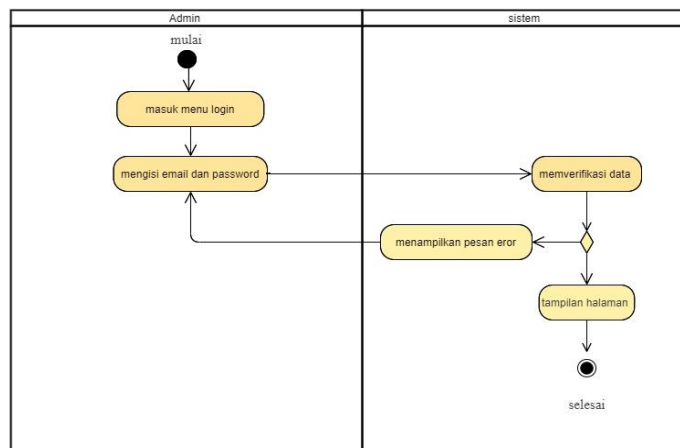 Admin
sistem
mulai
masuk menu login
mengisi email dan password
memverifikasi data
menampilkan pesan eror
tampilan halaman
selesai